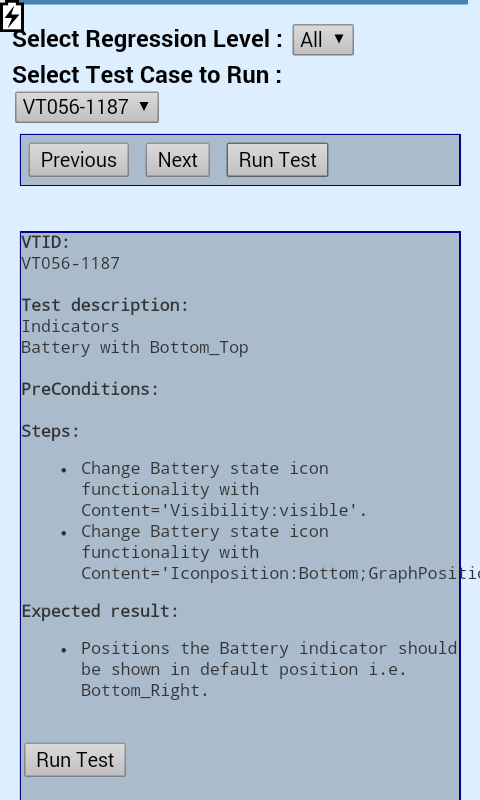 Select Regression Level : All
Select Test Case to Run :
VT056-1187
Previous Next Run Test
VTID:
VT056-1187
Test description:
Indicators
Battery with Bottom_Top
PreConditions:
Steps:
• Change Battery state icon
functionality with
Content='Visibility:visible'.
• Change Battery state icon
functionality with
Content='Iconposition:Bottom;GraphPositio
Expected result:
• Positions the Battery indicator should
be shown in default position i.e.
Bottom_Right.
Run Test